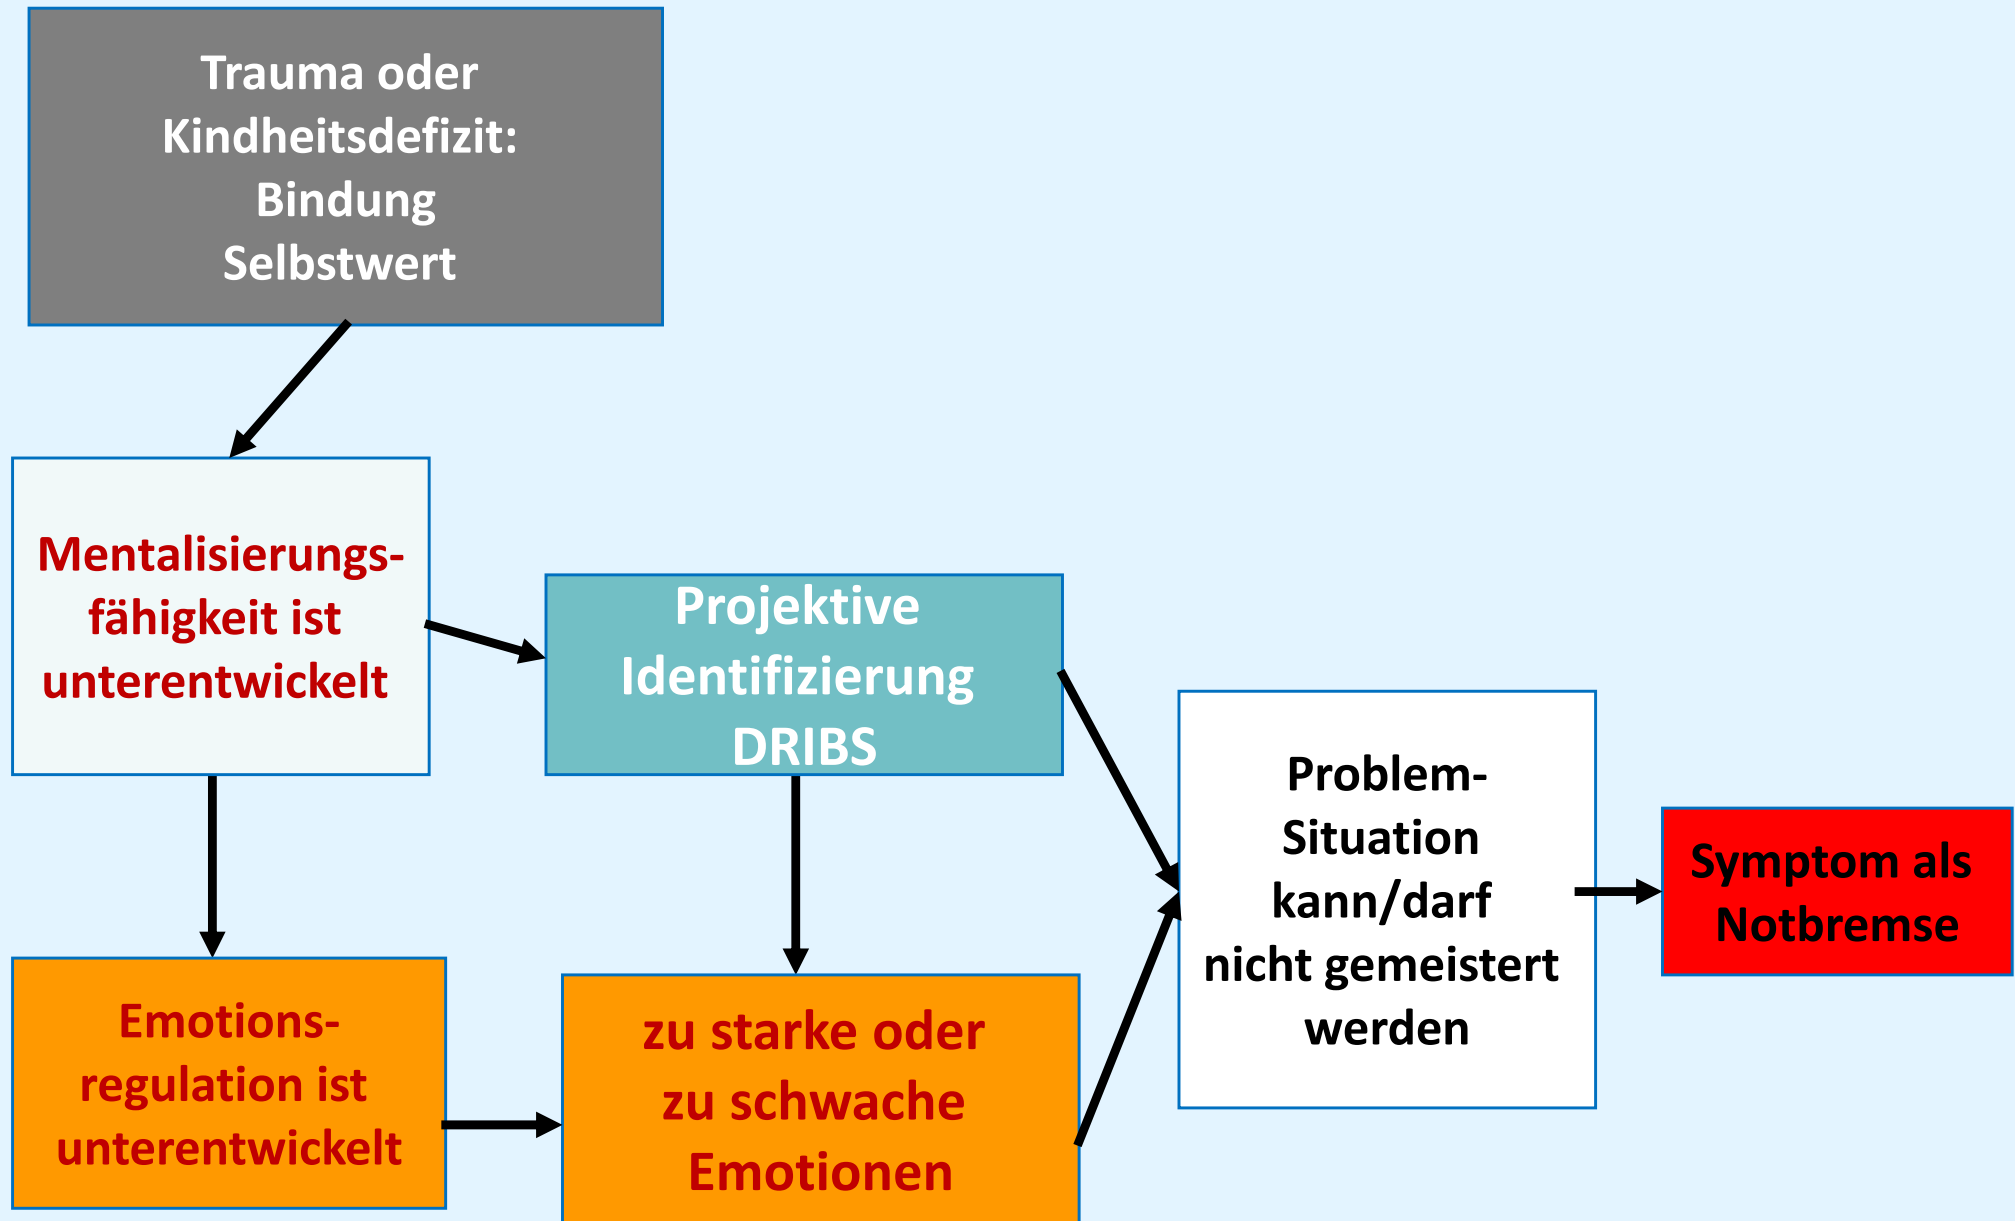 Trauma oder
Kindheitsdefizit:
Bindung
Selbstwert
Mentalisierungs-
fähigkeit ist
unterentwickelt
Projektive
Identifizierung
DRIBS
Problem-
Situation
kann/darf
nicht gemeistert
werden
Symptom als
Notbremse
Emotions-
regulation ist
unterentwickelt
zu starke oder
zu schwache
Emotionen